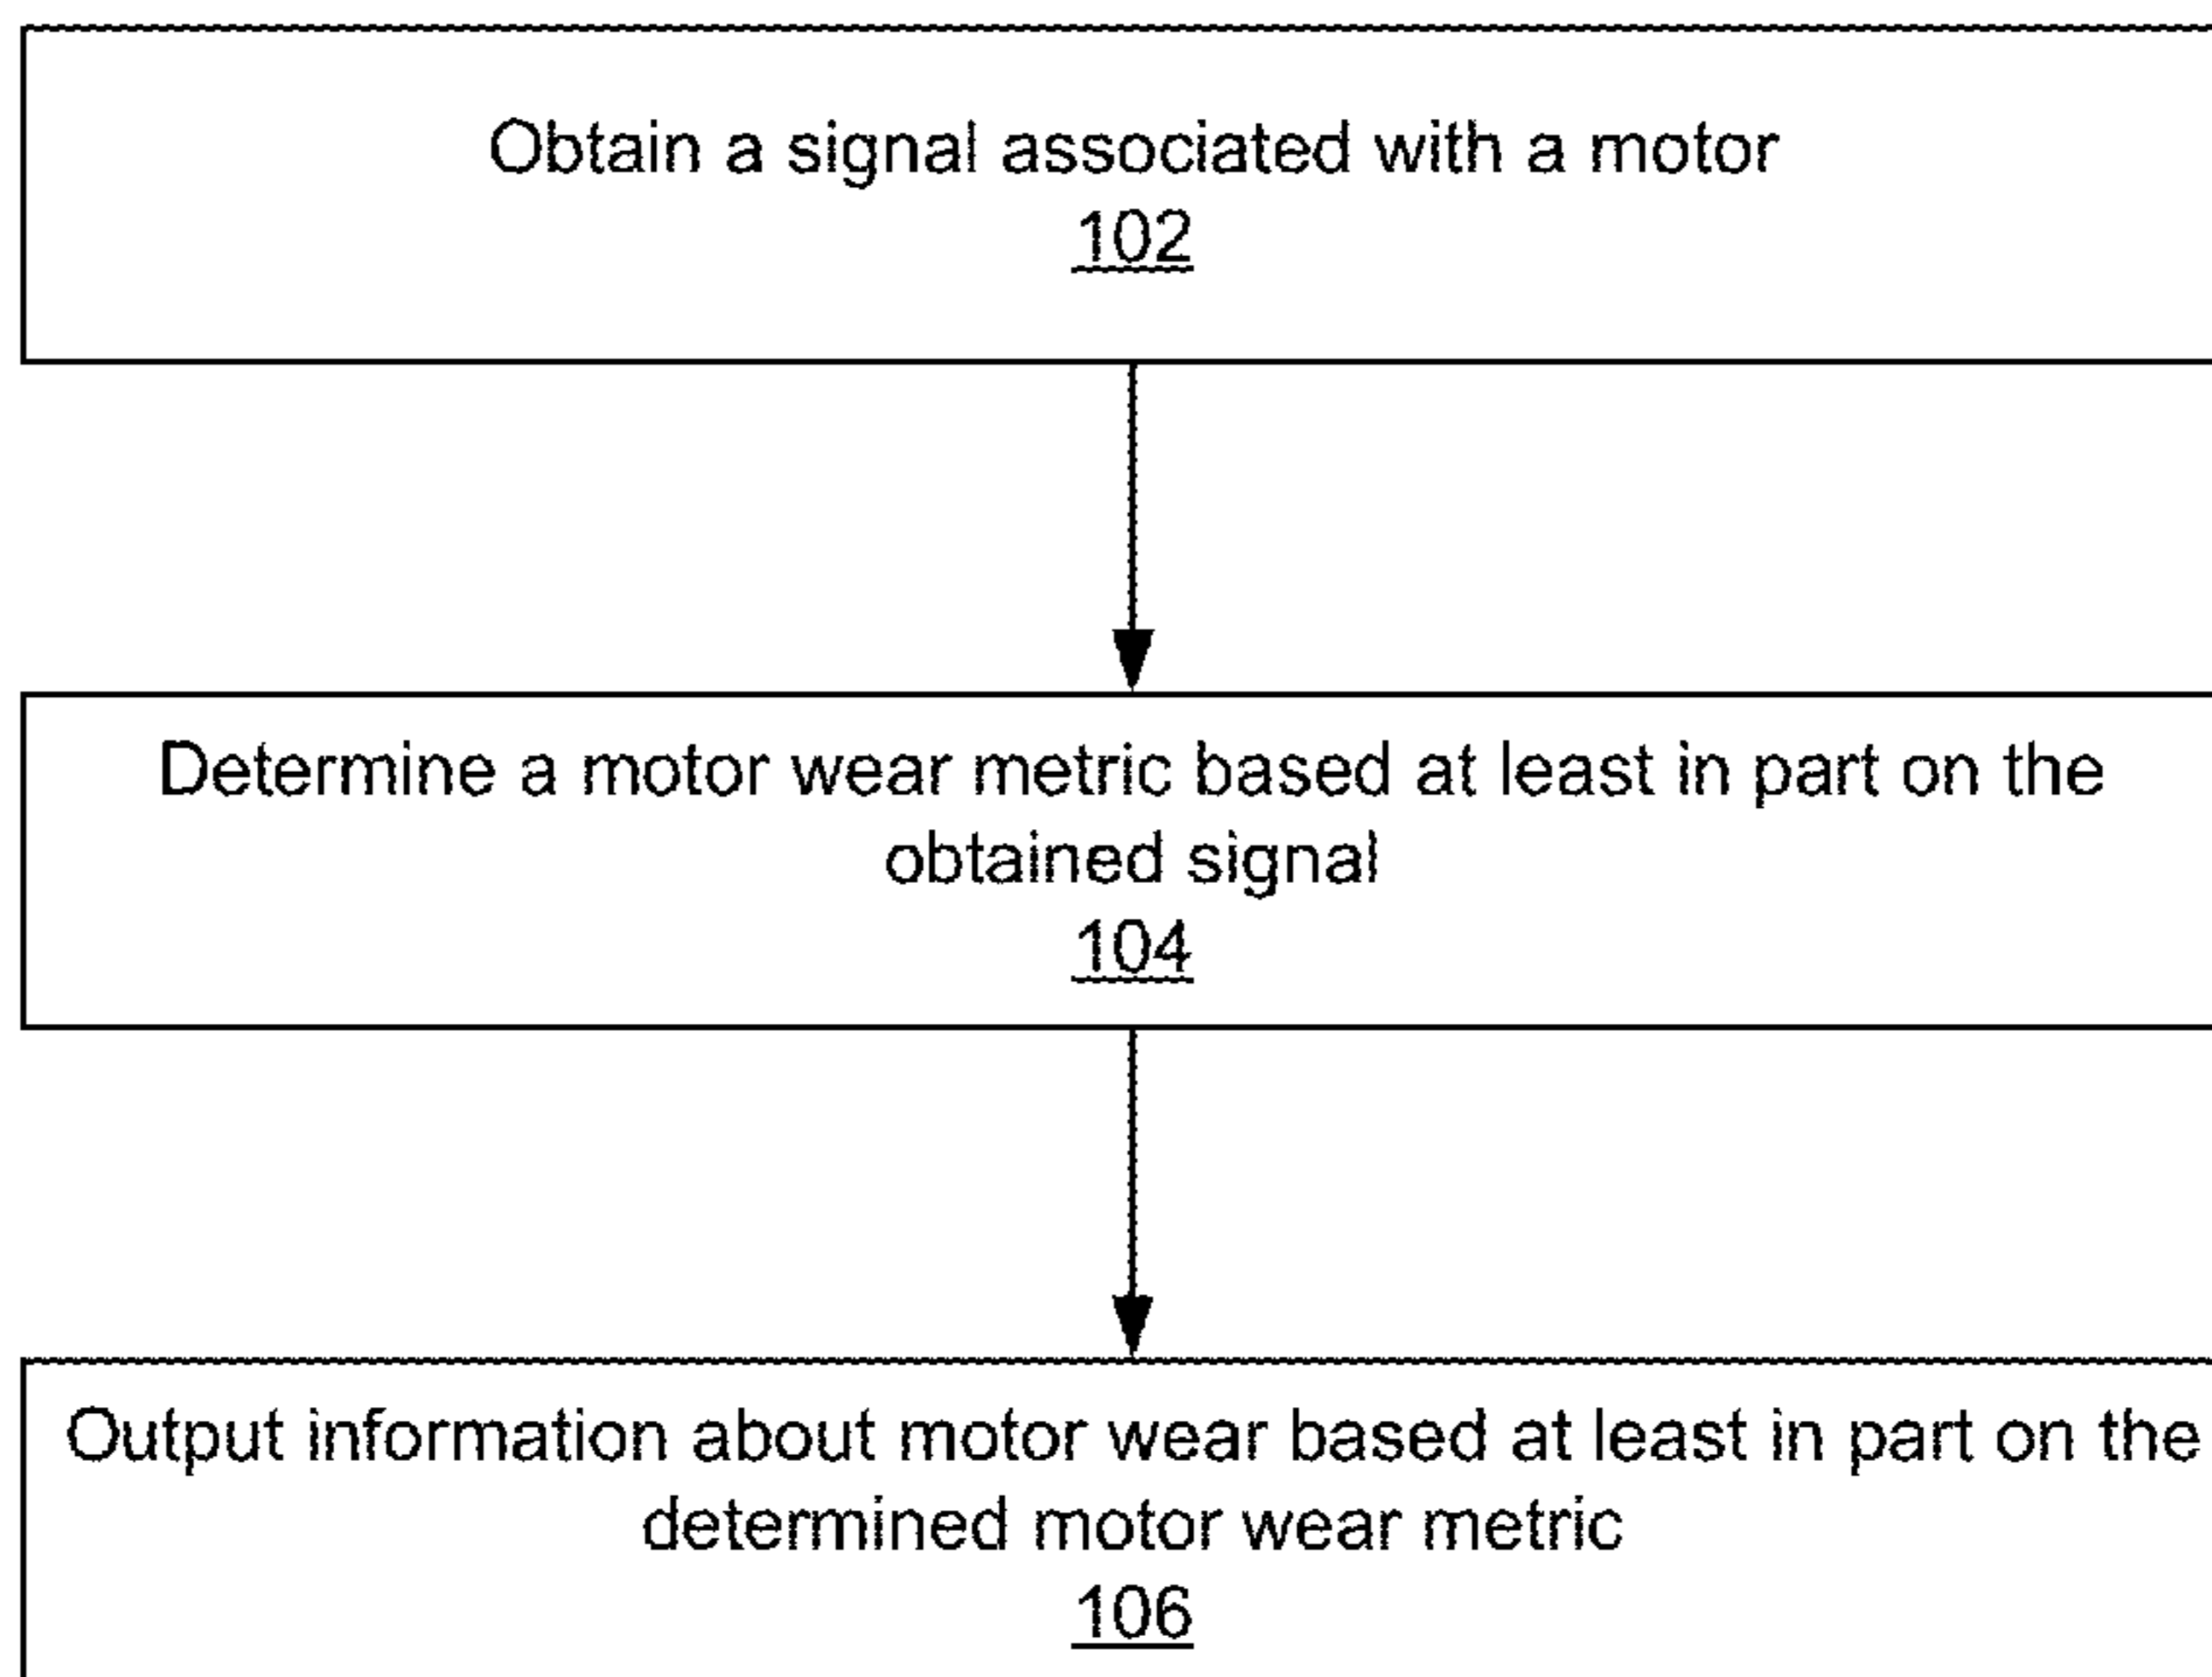 Obtain a signal associated with a motor
102
Determine a motor wear metric based at least in part on the
obtained signal
104
Output information about motor wear based at least in part on the
determined motor wear metric
106